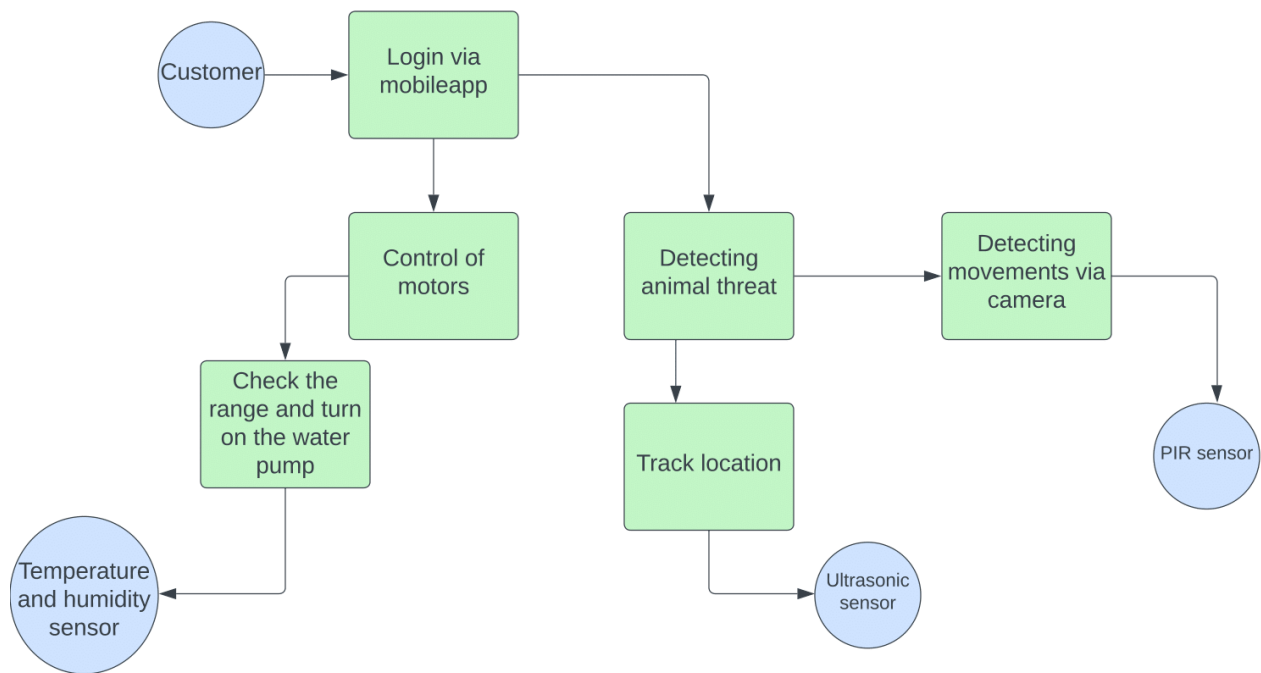 Customer
Login via
mobileapp
Control of
motors
Detecting
animal threat
Detecting
movements via
camera
Check the
range and turn
on the water
pump
Track location
PIR sensor
Temperature
and humidity
sensor
Ultrasonic
sensor